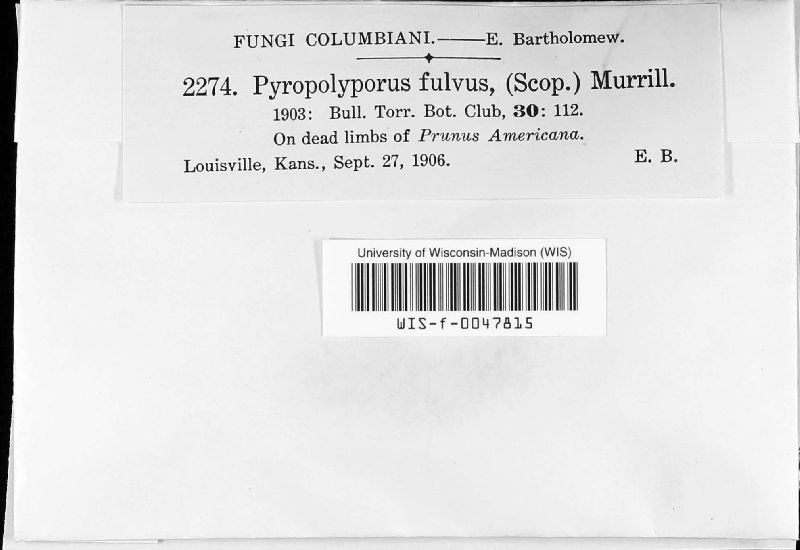 FUNGI COLUMBIANI.——E. Bartholomew.
2274. Pyropolyporus fulvus, (Scop.) Murrill.
1903: Bull. Torr. Bot. Club, 30: 112.
On dead limbs of Prunus Americana.
Louisville, Kans., Sept. 27, 1906. E. B.
University of Wisconsin-Madison (WIS)
WIS-f-0047815